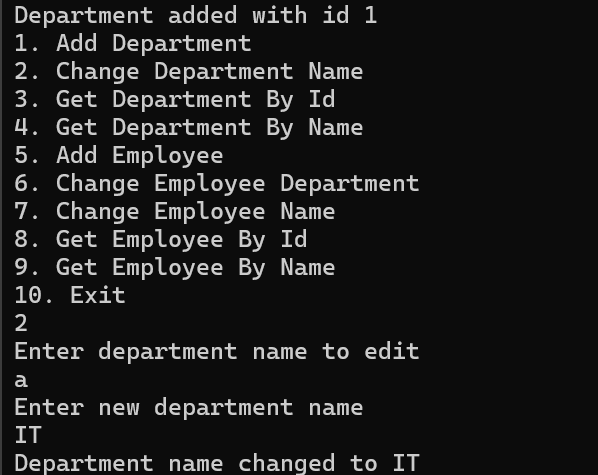 Department added with id 1
1. Add Department
2. Change Department Name
3. Get Department By Id
4. Get Department By Name
5. Add Employee
6. Change Employee Department
7. Change Employee Name
8. Get Employee By Id
9. Get Employee By Name
10. Exit
2
Enter department name to edit
a
Enter new department name
IT
Department name changed to IT